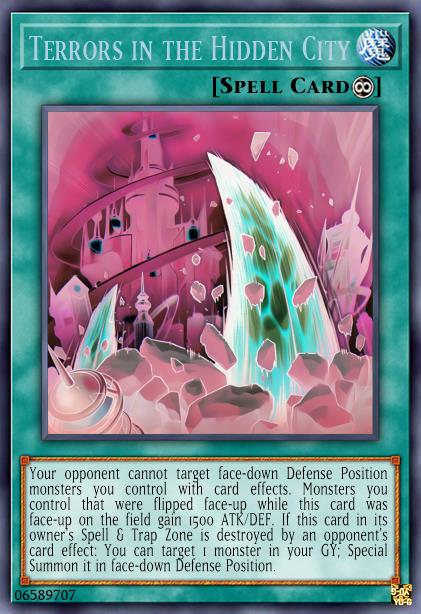 TERRORS IN THE HIDDEN CITY
魔
[SPELL CARD♾]
Your opponent cannot target face-down Defense Position
monsters you control with card effects. Monsters you
control that were flipped face-up while this card was
face-up on the field gain 1500 ATK/DEF. If this card in its
owner's Spell & Trap Zone is destroyed by an opponent's
card effect: You can target 1 monster in your GY; Special
Summon it in face-down Defense Position.
06589707